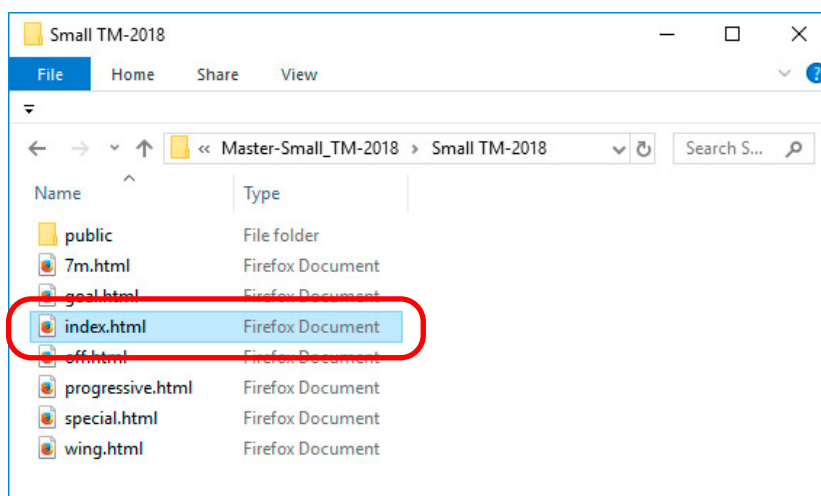 Small TM-2018
File Home Share View
« Master-Small_TM-2018 > Small TM-2018 Search S...
Name Type
public File folder
7m.html Firefox Document
goal.html Firefox Document
index.html Firefox Document
off.html Firefox Document
progressive.html Firefox Document
special.html Firefox Document
wing.html Firefox Document